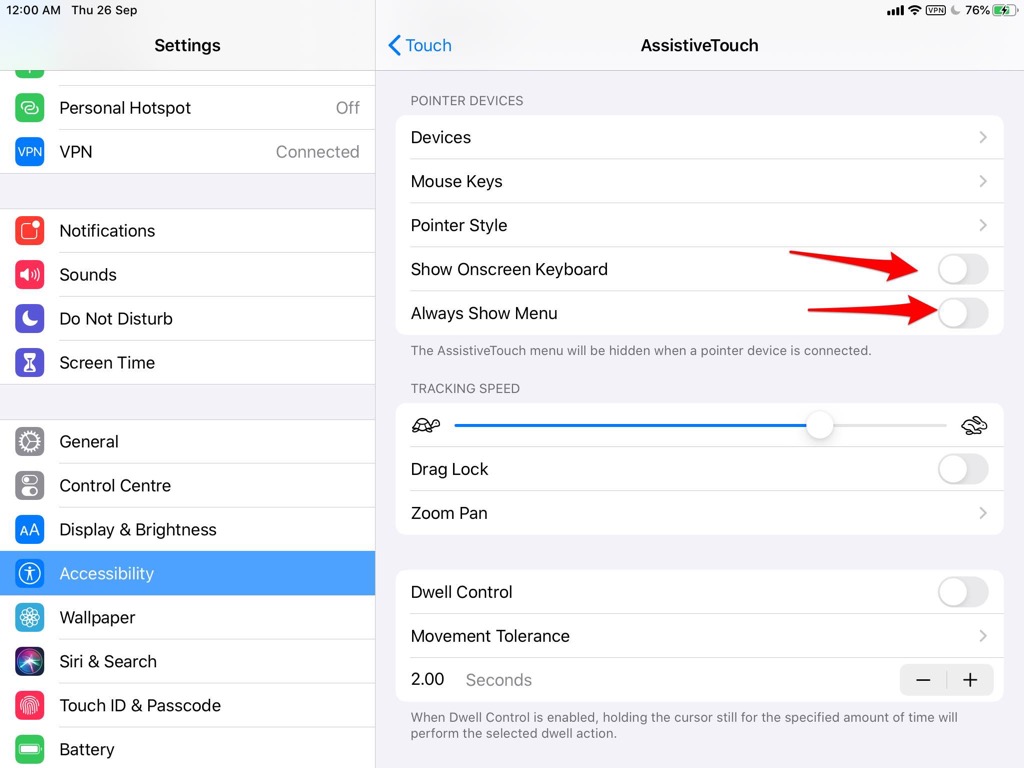 12:00 AM Thu 26 Sep
VPN 76%
Settings
Personal Hotspot Off
VPN VPN Connected
Notifications
Sounds
Do Not Disturb
Screen Time
General
Control Centre
AA Display & Brightness
Accessibility
Wallpaper
Siri & Search
Touch ID & Passcode
Battery
Touch
AssistiveTouch
POINTER DEVICES
Devices
Mouse Keys
Pointer Style
Show Onscreen Keyboard
Always Show Menu
The AssistiveTouch menu will be hidden when a pointer device is connected.
TRACKING SPEED
Drag Lock
Zoom Pan
Dwell Control
Movement Tolerance
2.00 Seconds − +
When Dwell Control is enabled, holding the cursor still for the specified amount of time will
perform the selected dwell action.